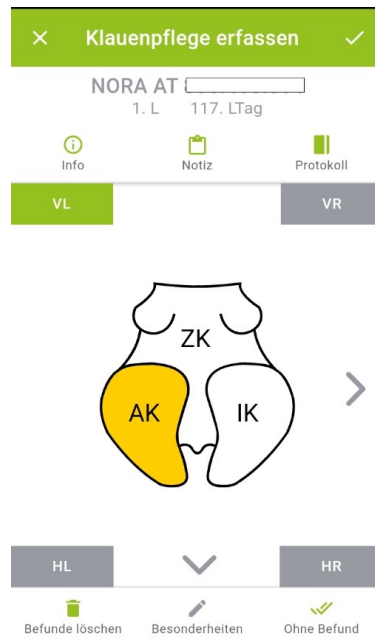 Klauenpflege erfassen
NORA AT
1. L 117. LTag
Info Notiz Protokoll
VL VR
ZK
AK IK
HL HR
Befunde löschen Besonderheiten Ohne Befund